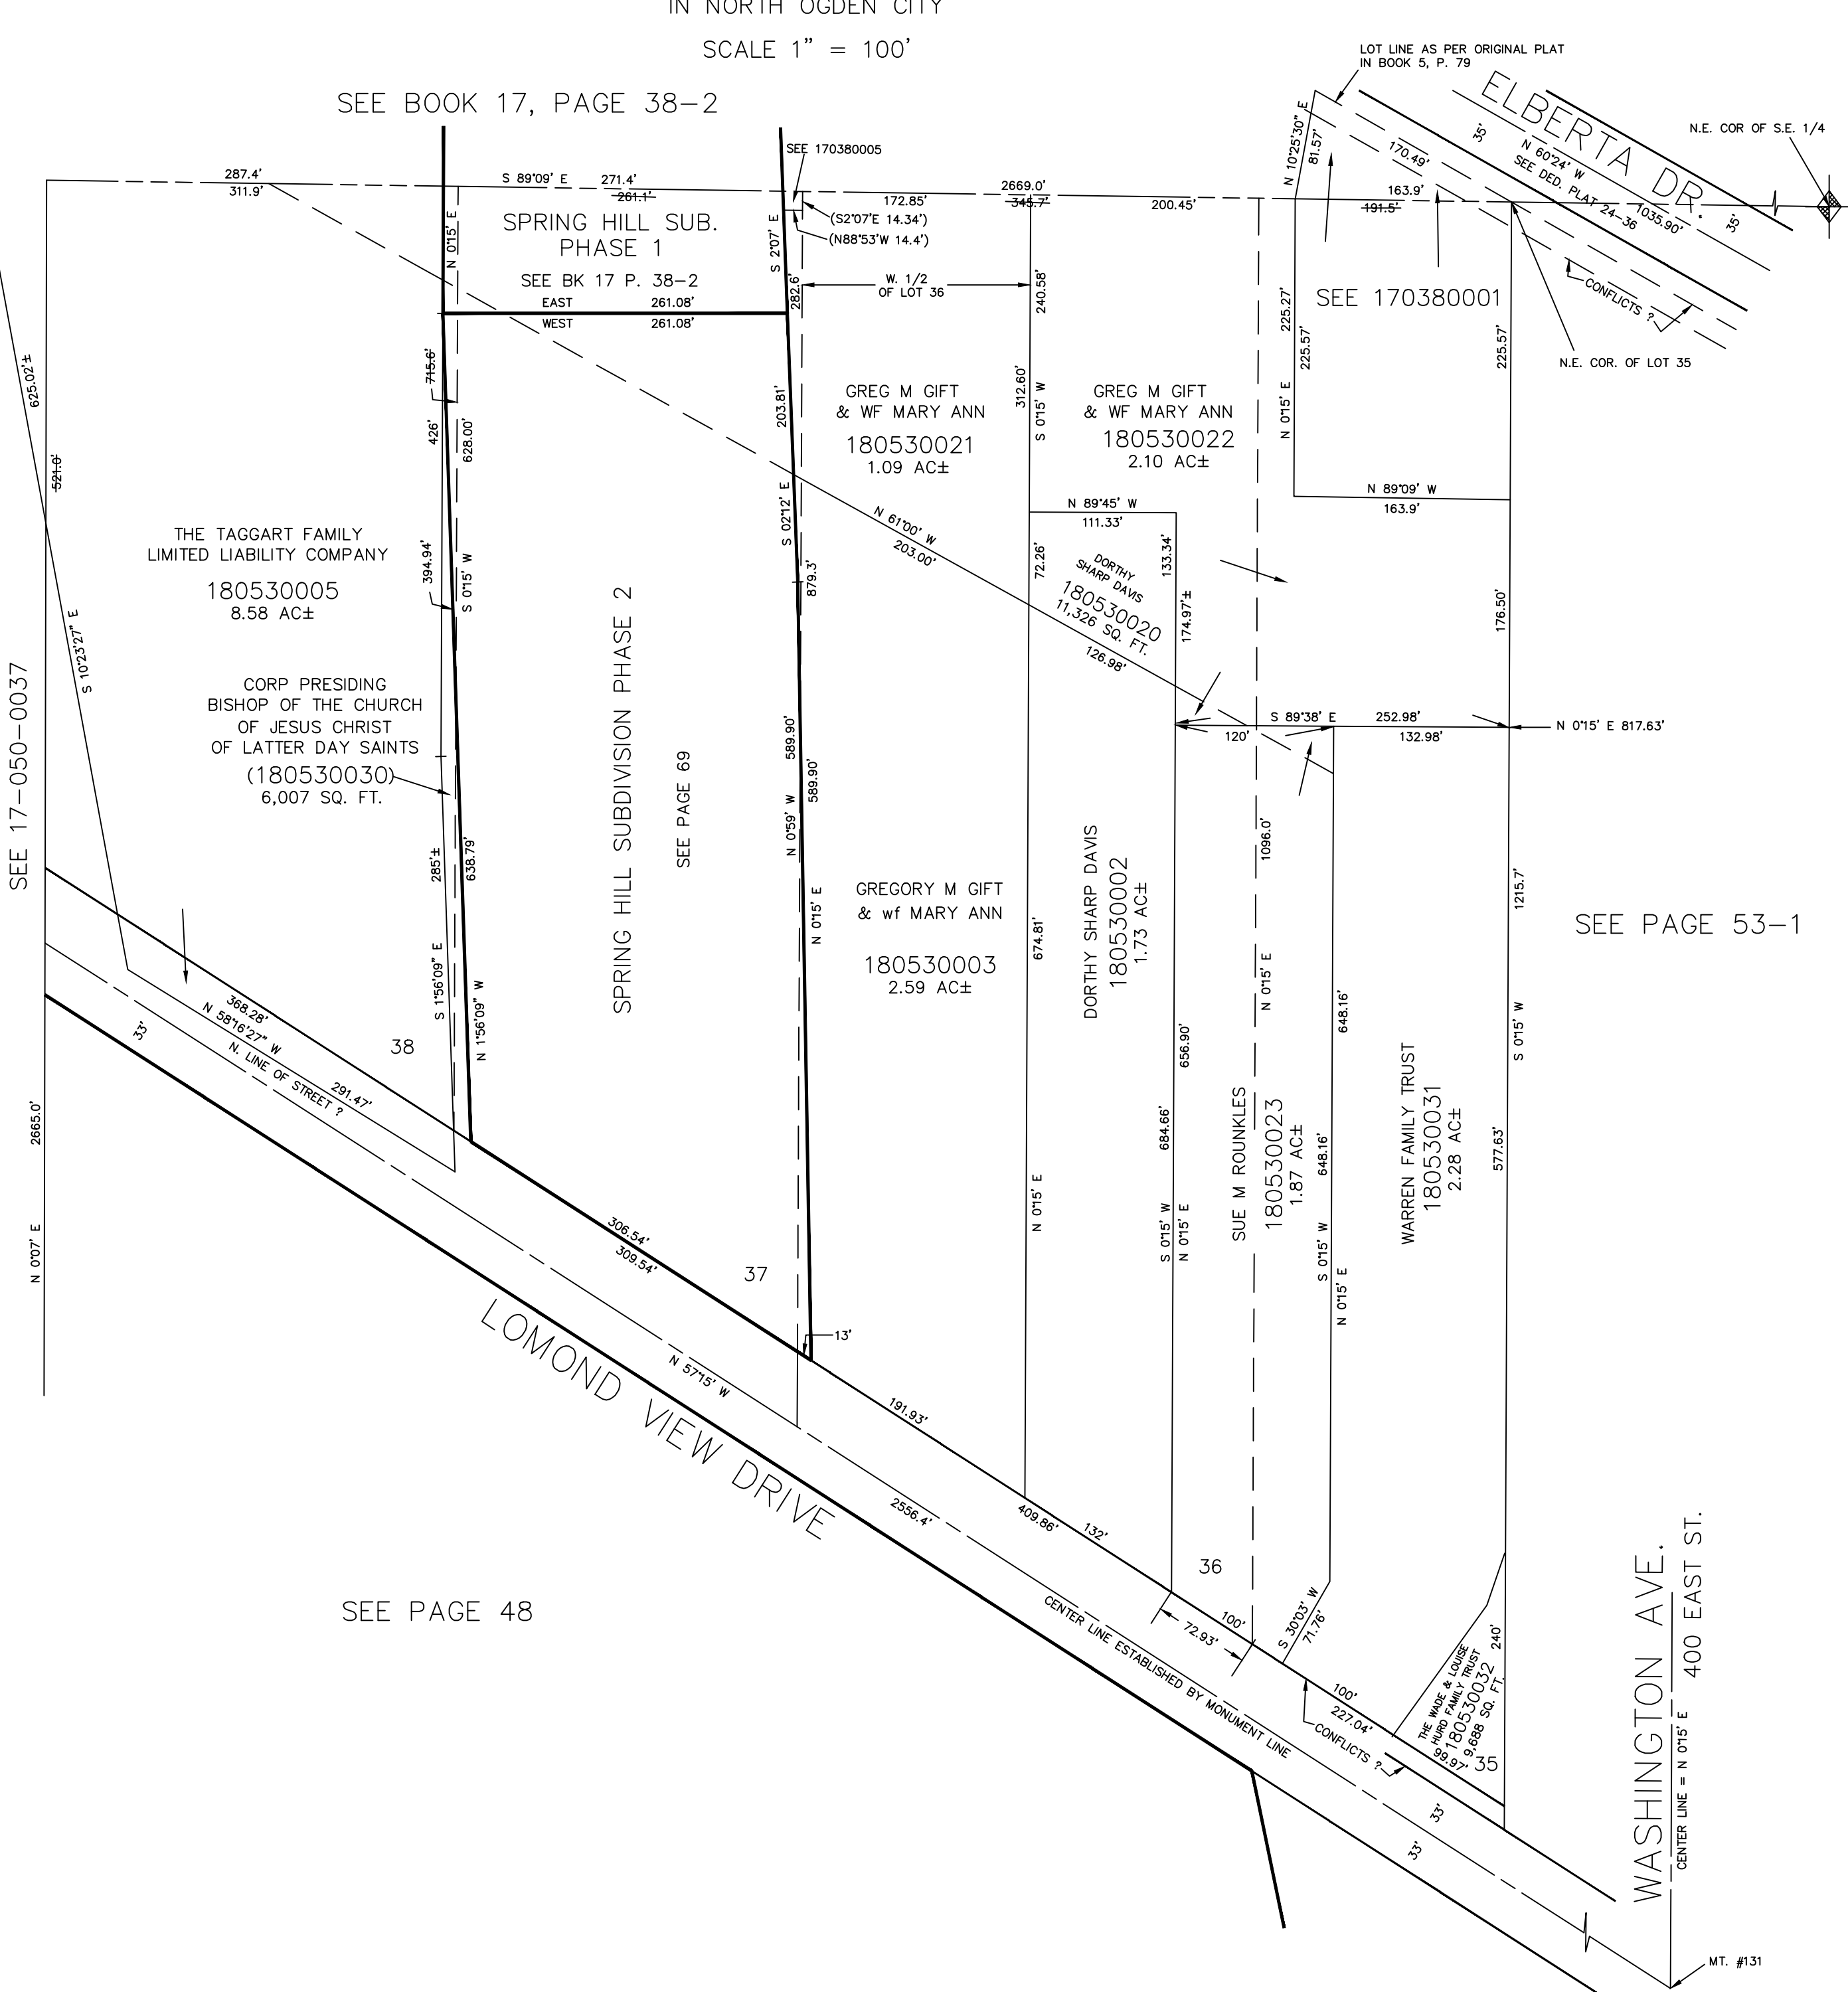 IN NORTH OGDEN CITY
SCALE 1" = 100'
SEE BOOK 17, PAGE 38-2
LOT LINE AS PER ORIGINAL PLAT
IN BOOK 5, P. 79
ELBERTA DR.
35'
N 60°24' W
SEE DED. PLAT 24-36
1035.90'
35'
N.E. COR OF S.E. 1/4
N 10°25'30" E
81.57'
170.49'
SEE 170380005
287.4'
311.9'
S 89°09' E
271.4'
261.1'
172.85'
2669.0'
345.7'
200.45'
163.9'
191.5'
(S2°07'E 14.34')
(N88°53'W 14.4')
N 0°15' E
SPRING HILL SUB.
PHASE 1
SEE BK 17 P. 38-2
EAST 261.08'
WEST 261.08'
S 2°07' E
282.6'
W. 1/2
OF LOT 36
240.58'
225.27'
225.57'
N 0°15' E
SEE 170380001
225.57'
CONFLICTS ?
N.E. COR. OF LOT 35
625.02'±
521.0'
715.6'
426'
628.00'
203.81'
S 02°12' E
GREG M GIFT
& WF MARY ANN
180530021
1.09 AC±
312.60'
S 0°15' W
GREG M GIFT
& WF MARY ANN
180530022
2.10 AC±
N 89°09' W
163.9'
N 61°00' W
203.00'
N 89°45' W
111.33'
THE TAGGART FAMILY
LIMITED LIABILITY COMPANY
180530005
8.58 AC±
394.94'
S 0°15' W
879.3'
72.26'
133.34'
174.97'±
DORTHY
SHARP DAVIS
180530020
11,326 SQ. FT.
126.98'
176.50'
S 10°23'27" E
SEE 17-050-0037
CORP PRESIDING
BISHOP OF THE CHURCH
OF JESUS CHRIST
OF LATTER DAY SAINTS
(180530030)
6,007 SQ. FT.
SPRING HILL SUBDIVISION PHASE 2
SEE PAGE 69
589.90'
589.90'
N 0°59' W
S 89°38' E
252.98'
120'
132.98'
N 0°15' E 817.63'
285'±
638.79'
S 1°56'09" E
N 1°56'09" W
N 0°15' E
GREGORY M GIFT
& wf MARY ANN
180530003
2.59 AC±
674.81'
N 0°15' E
DORTHY SHARP DAVIS
180530002
1.73 AC±
656.90'
684.66'
S 0°15' W
N 0°15' E
1096.0'
N 0°15' E
648.16'
648.16'
S 0°15' W
N 0°15' E
SUE M ROUNKLES
180530023
1.87 AC±
WARREN FAMILY TRUST
180530031
2.28 AC±
1215.7'
S 0°15' W
577.63'
SEE PAGE 53-1
368.28'
N 58°16'27" W
N. LINE OF STREET ?
291.47'
33'
38
2665.0'
N 0°07' E
306.54'
309.54'
37
13'
N 57°15' W
LOMOND VIEW DRIVE
191.93'
2556.4'
409.86'
132'
36
CENTER LINE ESTABLISHED BY MONUMENT LINE
72.93'
100'
S 30°03' W
71.76'
100'
227.04'
CONFLICTS ?
THE WADE & LOUISE
HURD FAMILY TRUST
180530032
9,688 SQ. FT.
99.97'
240'
35
33'
33'
SEE PAGE 48
WASHINGTON AVE.
CENTER LINE = N 0°15' E
400 EAST ST.
MT. #131